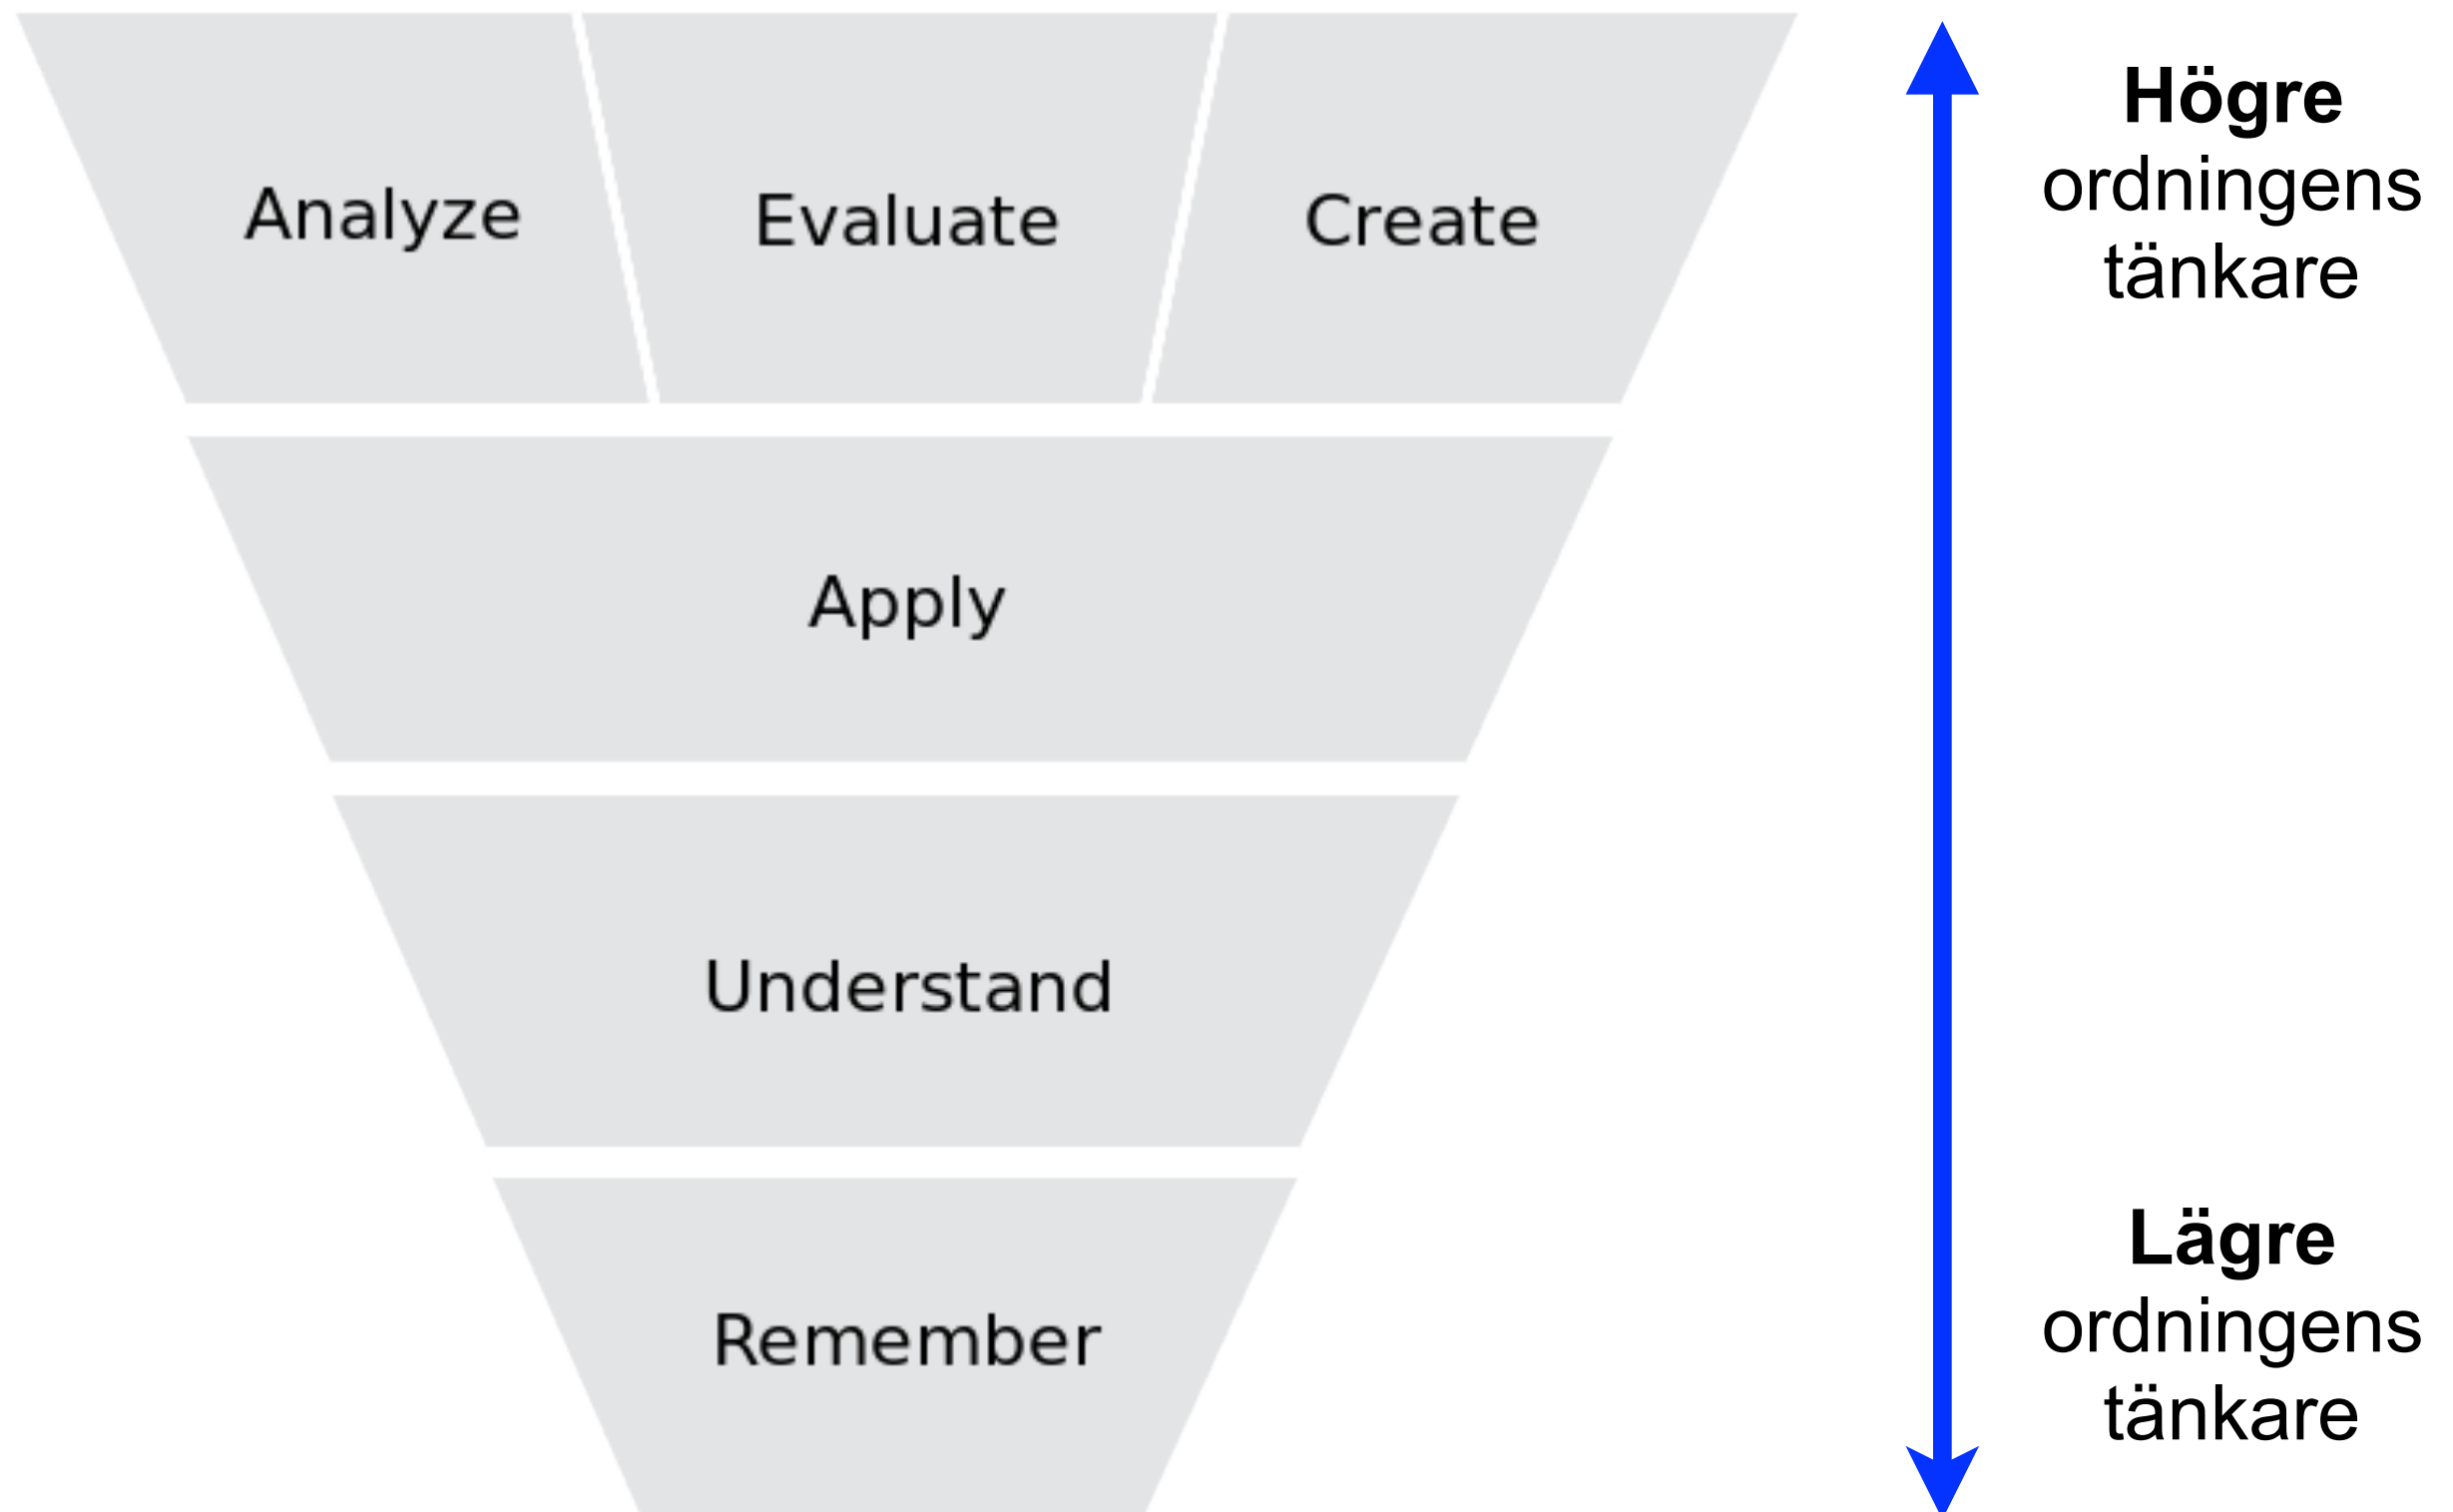 Analyze
Evaluate
Create
Apply
Understand
Remember
Högre
ordningens
tänkare
Lägre
ordningens
tänkare